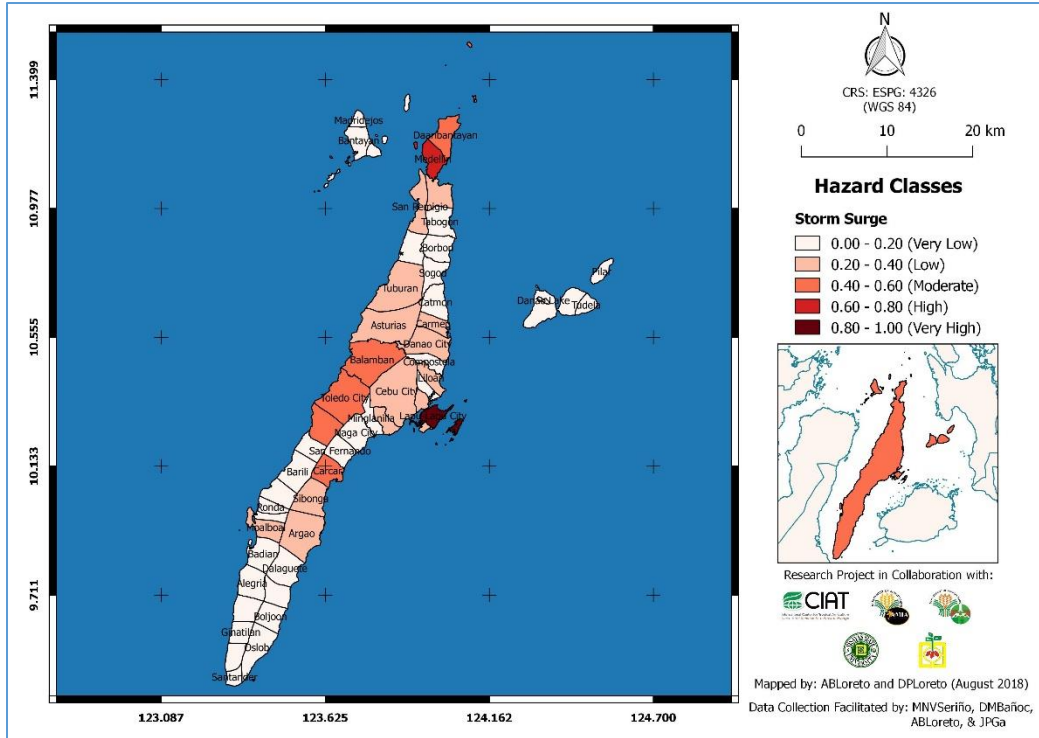 11.399
10.977
10.555
10.133
9.711
123.087
123.625
124.162
124.700
Madridejos
Bantayan
Daanbantayan
Medellin
San Remigio
Tabogon
Borbon
Sogod
Tuburan
Catmon
Pilar
Tudela
Asturias
Carmen
Danao City
Balamban
Compostela
Liloan
Cebu City
Toledo City
Minglanilla
Naga City
San Fernando
Barili
Carcar
Sibonga
Ronda
Moalboal
Argao
Badian
Dalaguete
Alegria
Boljoon
Ginatilan
Oslob
Santander
N
CRS: ESPG: 4326
(WGS 84)
0 10 20 km
Hazard Classes
Storm Surge
0.00 - 0.20 (Very Low)
0.20 - 0.40 (Low)
0.40 - 0.60 (Moderate)
0.60 - 0.80 (High)
0.80 - 1.00 (Very High)
Research Project in Collaboration with:
CIAT
Mapped by: ABLoreto and DPLoreto (August 2018)
Data Collection Facilitated by: MNVSeriño, DMBañoc,
ABLoreto, & JPGa